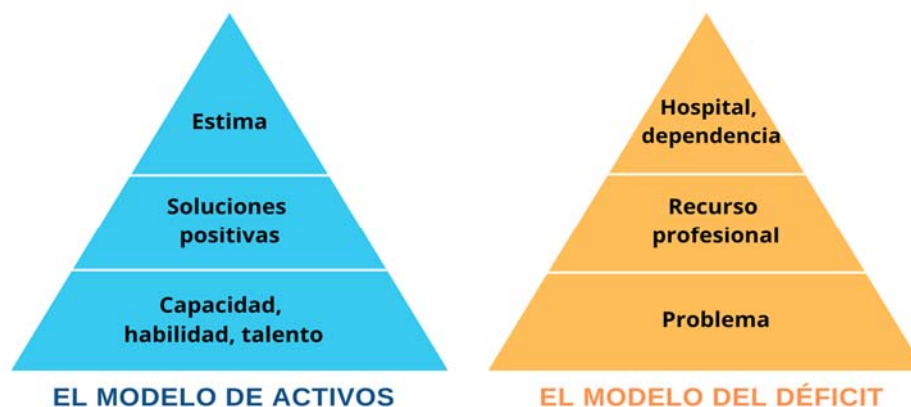 Estima
Soluciones
positivas
Capacidad,
habilidad, talento
EL MODELO DE ACTIVOS
Hospital,
dependencia
Recurso
profesional
Problema
EL MODELO DEL DÉFICIT